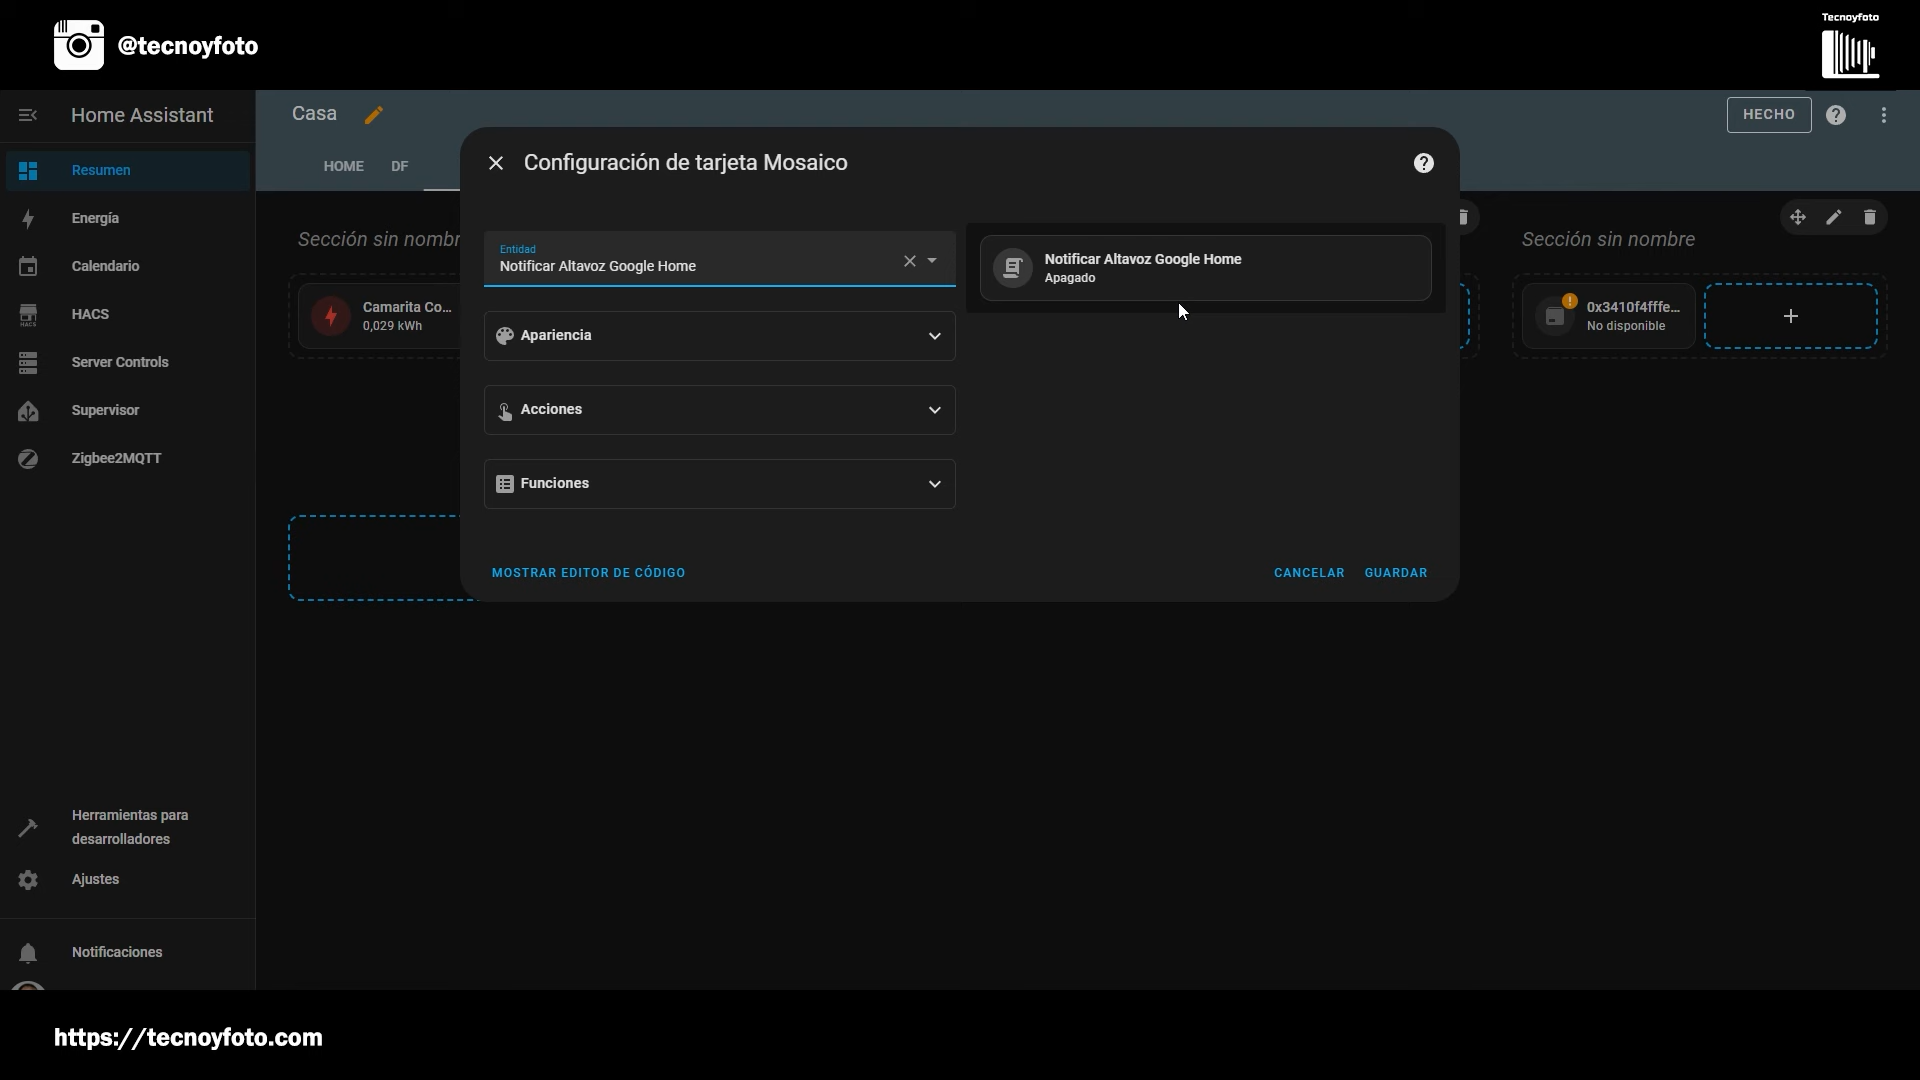 @tecnoyfoto
Tecnoyfoto
Home Assistant
Casa
HECHO
HOME
DF
Configuración de tarjeta Mosaico
Resumen
Energía
Calendario
HACS
HACS
Server Controls
Supervisor
Zigbee2MQTT
Herramientas para
desarrolladores
Ajustes
Notificaciones
Sección sin nombr
Camarita Co...
0,029 kWh
Entidad
Notificar Altavoz Google Home
Apariencia
Acciones
Funciones
Notificar Altavoz Google Home
Apagado
MOSTRAR EDITOR DE CÓDIGO
CANCELAR
GUARDAR
Sección sin nombre
0x3410f4fffe...
No disponible
https://tecnoyfoto.com